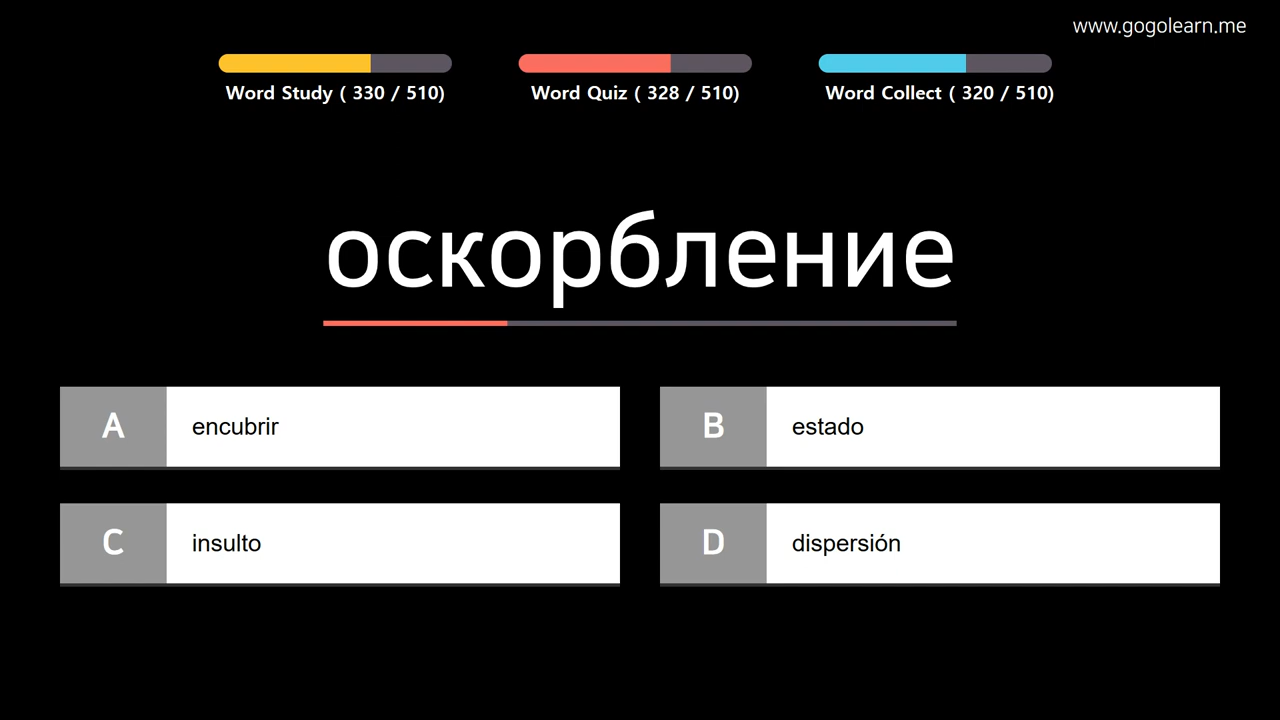 www.gogolearn.me
Word Study ( 330 / 510)
Word Quiz ( 328 / 510)
Word Collect ( 320 / 510)
оскорбление
A encubrir
B estado
C insulto
D dispersión